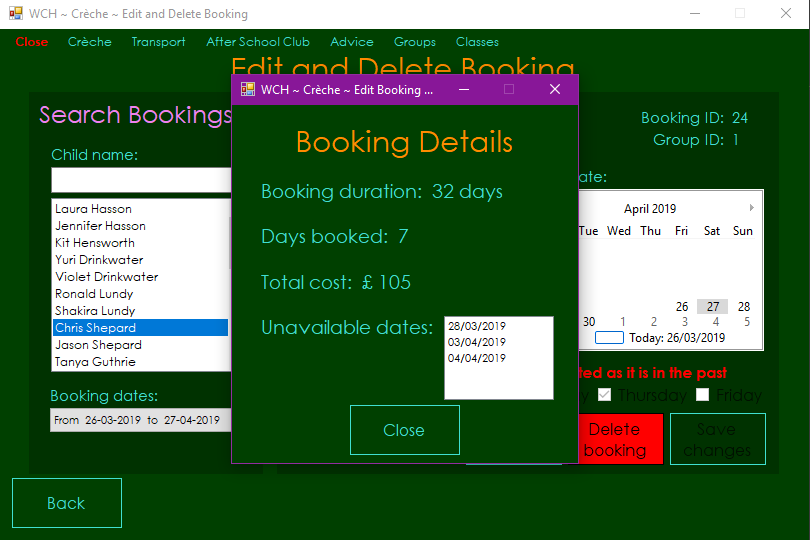 WCH ~ Crèche ~ Edit and Delete Booking
Close Crèche Transport After School Club Advice Groups Classes
Edit and Delete Booking
WCH ~ Crèche ~ Edit Booking ...
Search Bookings
Child name:
Laura Hasson
Jennifer Hasson
Kit Hensworth
Yuri Drinkwater
Violet Drinkwater
Ronald Lundy
Shakira Lundy
Chris Shepard
Jason Shepard
Tanya Guthrie
Booking dates:
From 26-03-2019 to 27-04-2019
Booking Details
Booking duration: 32 days
Days booked: 7
Total cost: £ 105
Unavailable dates:
28/03/2019
03/04/2019
04/04/2019
Close
Booking ID: 24
Group ID: 1
ate:
April 2019
Tue Wed Thu Fri Sat Sun
26 27 28
30 1 2 3 4 5
Today: 26/03/2019
ted as it is in the past
y Thursday Friday
Delete booking
Save changes
Back